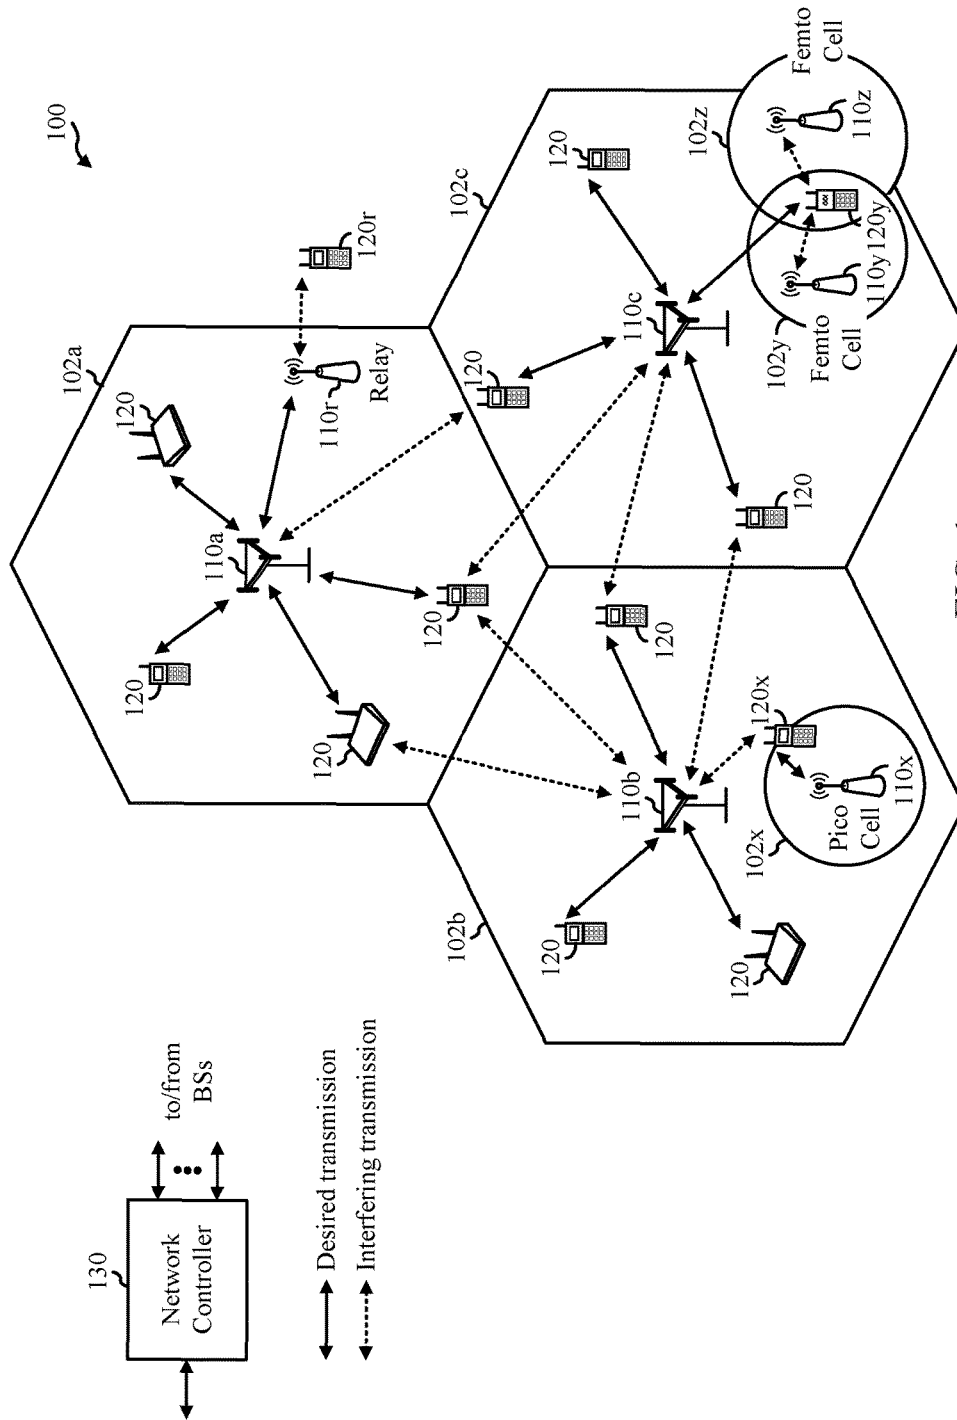 100
102a
130
120
120
Network
Controller
to/from
BSs
110a
120
Desired transmission
Interfering transmission
110r
Relay
120r
120
102b
102c
120
120
120
110b
110c
120
102z
120
102x
120x
120
102y
Femto
Cell
Femto
Cell
Pico
Cell
110x
110y
120y
110z